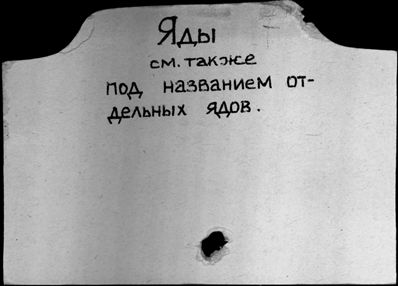 Яды
см. также
под названием от-
дельных ядов.